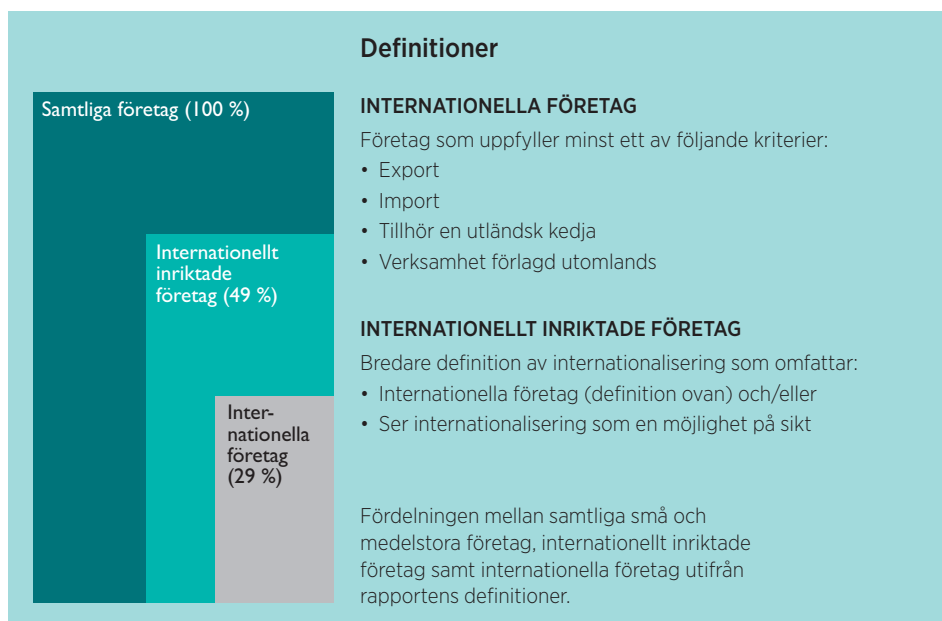 Definitioner
Samtliga företag (100 %)
Internationellt
inriktade
företag (49 %)
Inter-
nationella
företag
(29 %)
INTERNATIONELLA FÖRETAG
Företag som uppfyller minst ett av följande kriterier:
• Export
• Import
• Tillhör en utländsk kedja
• Verksamhet förlagd utomlands
INTERNATIONELLT INRIKTADE FÖRETAG
Bredare definition av internationalisering som omfattar:
• Internationella företag (definition ovan) och/eller
• Ser internationalisering som en möjlighet på sikt
Fördelningen mellan samtliga små och
medelstora företag, internationellt inriktade
företag samt internationella företag utifrån
rapportens definitioner.